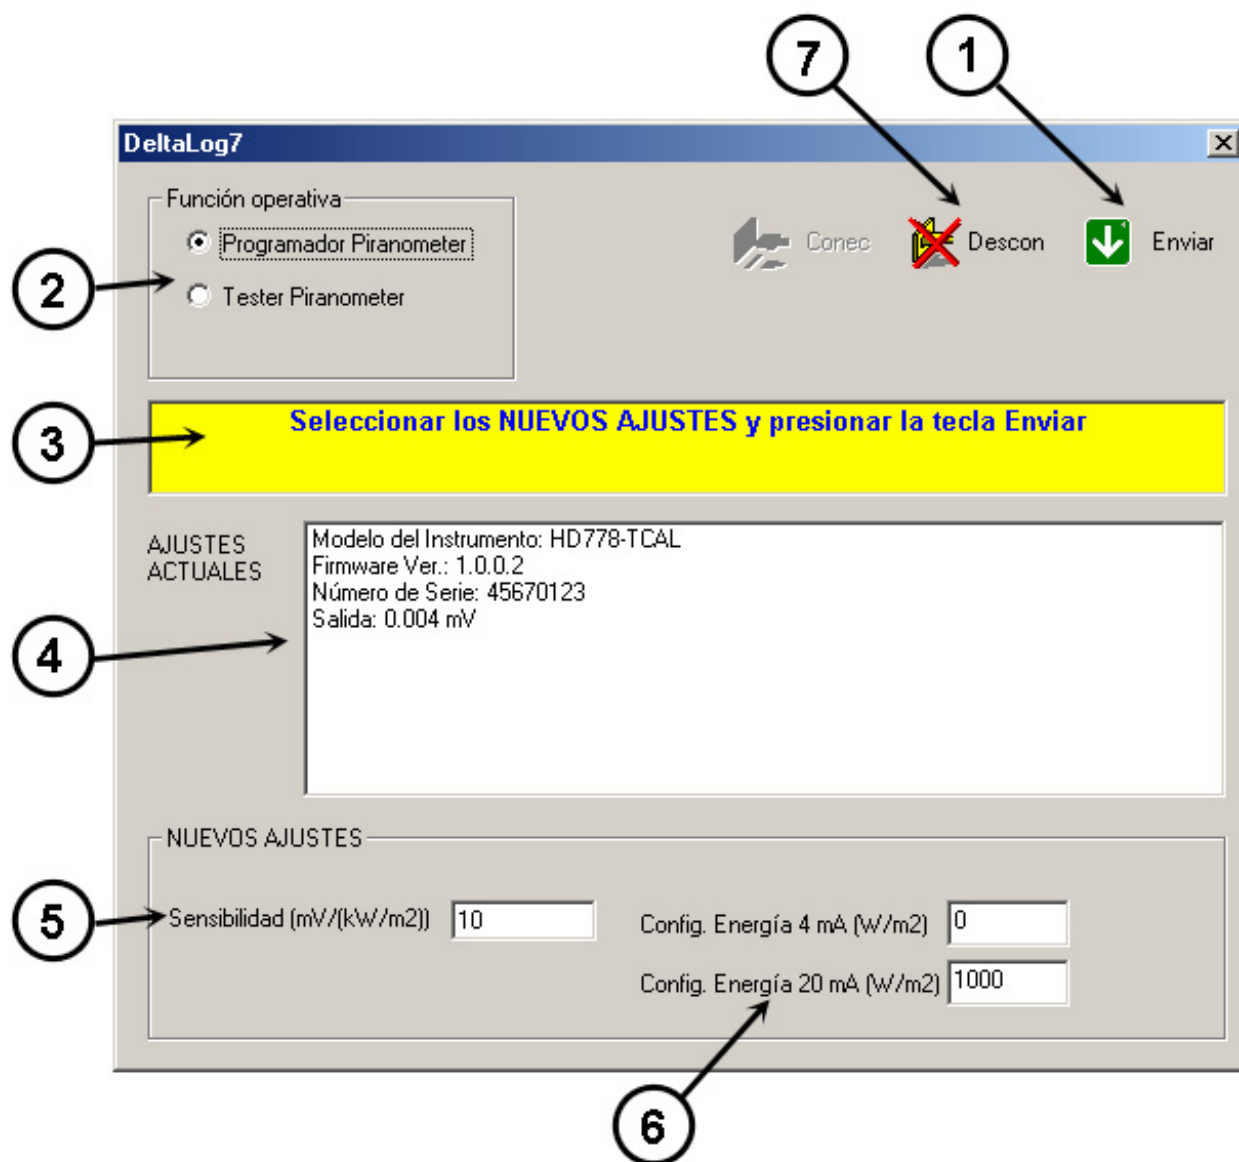 7
1
DeltaLog7
Función operativa
Programador Piranometer
Conec
Descon
Enviar
2
Tester Piranometer
3
Seleccionar los NUEVOS AJUSTES y presionar la tecla Enviar
AJUSTES
ACTUALES
Modelo del Instrumento: HD778-TCAL
Firmware Ver.: 1.0.0.2
Número de Serie: 45670123
Salida: 0.004 mV
4
NUEVOS AJUSTES
5
Sensibilidad (mV/(kW/m2))
10
Config. Energía 4 mA (W/m2)
0
Config. Energía 20 mA (W/m2)
1000
6